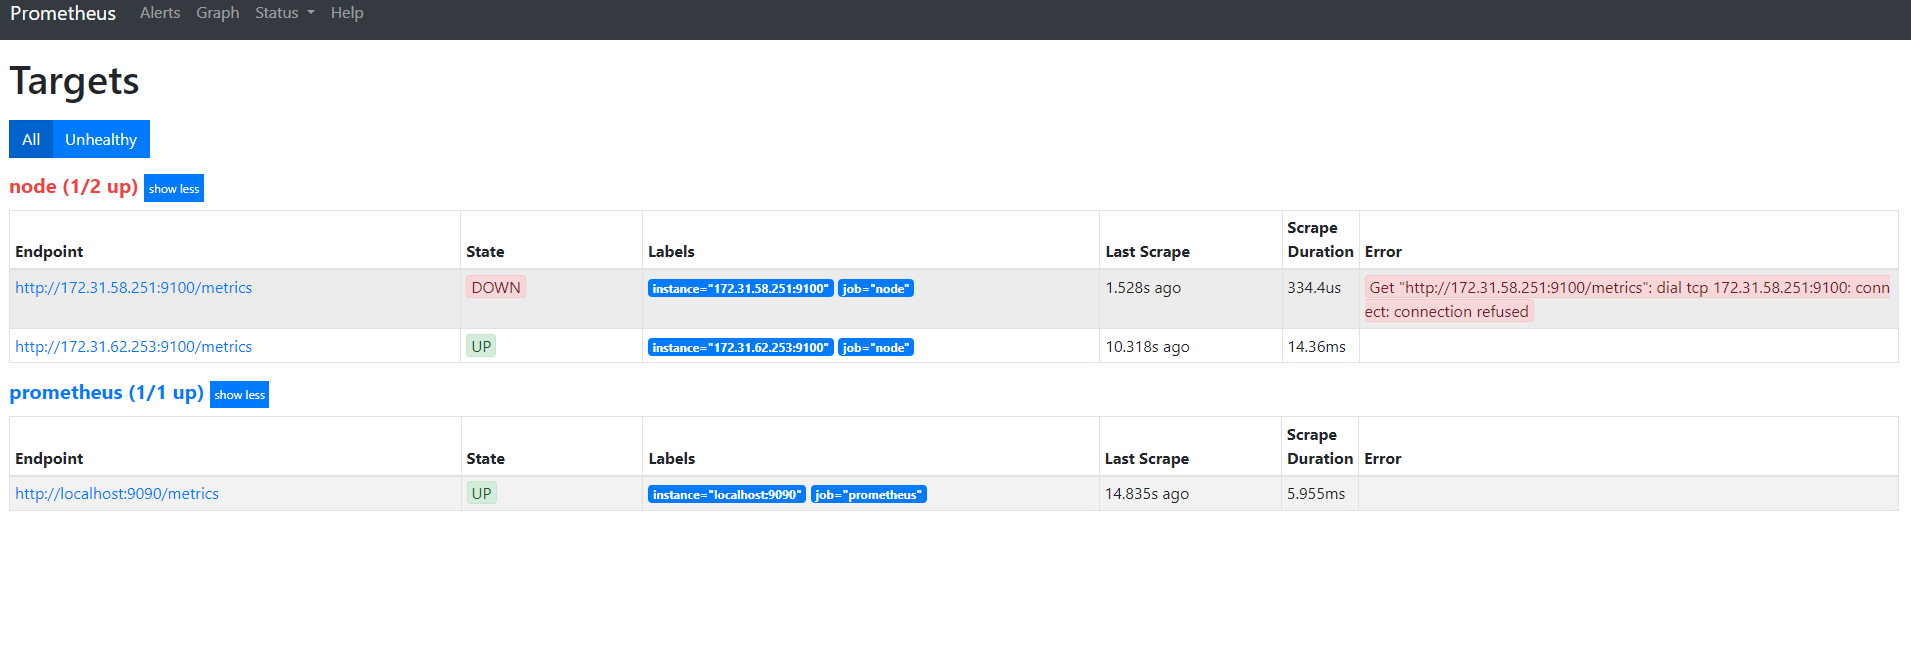 Prometheus Alerts Graph Status Help
Targets
All Unhealthy
node (1/2 up) show less
Endpoint State Labels Last Scrape Scrape Duration Error
http://172.31.58.251:9100/metrics DOWN instance="172.31.58.251:9100" job="node" 1.528s ago 334.4us Get "http://172.31.58.251:9100/metrics": dial tcp 172.31.58.251:9100: conn
ect: connection refused
http://172.31.62.253:9100/metrics UP instance="172.31.62.253:9100" job="node" 10.318s ago 14.36ms
prometheus (1/1 up) show less
Endpoint State Labels Last Scrape Scrape Duration Error
http://localhost:9090/metrics UP instance="localhost:9090" job="prometheus" 14.835s ago 5.955ms